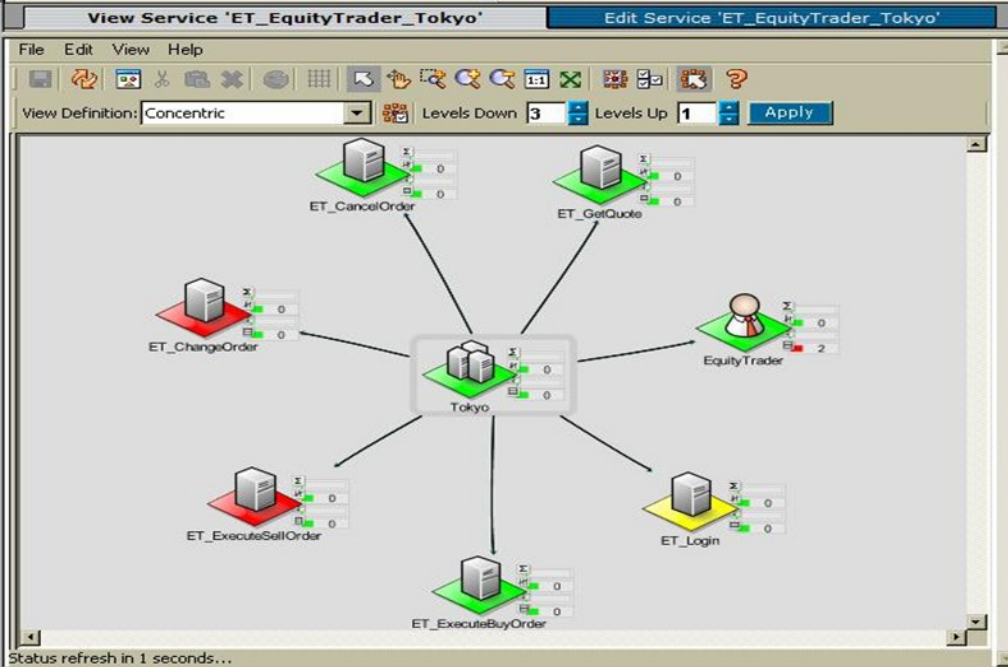 View Service 'ET_EquityTrader_Tokyo'
Edit Service 'ET_EquityTrader_Tokyo'
File Edit View Help
1:1
View Definition: Concentric Levels Down 3 Levels Up 1 Apply
0
0
ET_CancelOrder
0
0
ET_GetQuote
0
0
ET_ChangeOrder
0
2
EquityTrader
0
0
Tokyo
0
0
ET_ExecuteSellOrder
0
0
ET_Login
0
0
ET_ExecuteBuyOrder
Status refresh in 1 seconds...